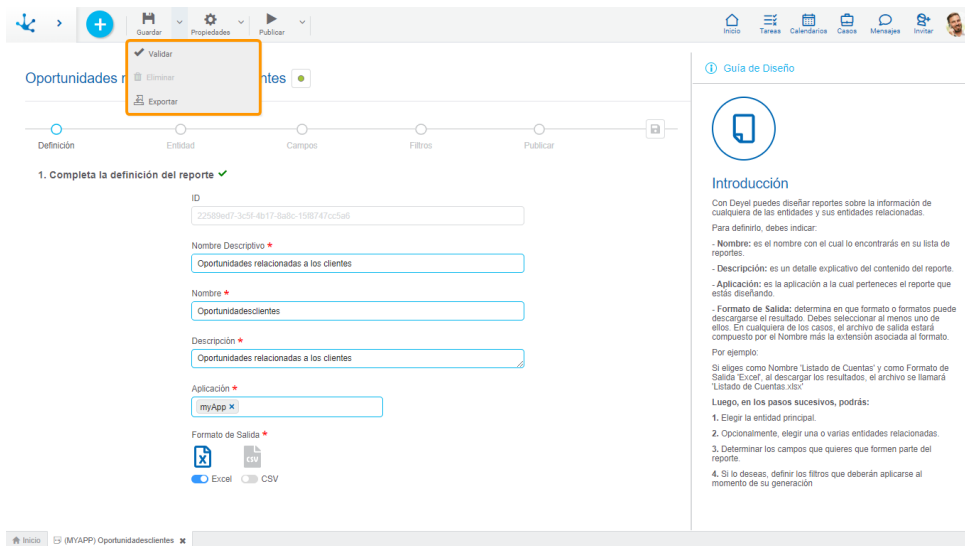 Guardar
Propiedades
Publicar
Inicio
Tareas
Calendarios
Casos
Mensajes
Invitar
Validar
Eliminar
Exportar
Oportunidades r
ntes
Definición
Entidad
Campos
Filtros
Publicar
1. Completa la definición del reporte
ID
22589ed7-3c5f-4b17-8a8c-15f8747cc5a6
Nombre Descriptivo *
Oportunidades relacionadas a los clientes
Nombre *
Oportunidadesclientes
Descripción *
Oportunidades relacionadas a los clientes
Aplicación *
myApp ×
Formato de Salida *
CSV
Excel
CSV
Guía de Diseño
Introducción
Con Deyel puedes diseñar reportes sobre la información de
cualquiera de las entidades y sus entidades relacionadas.
Para definirlo, debes indicar:
- Nombre: es el nombre con el cual lo encontrarás en su lista de
reportes.
- Descripción: es un detalle explicativo del contenido del reporte.
- Aplicación: es la aplicación a la cual perteneces el reporte que
estás diseñando.
- Formato de Salida: determina en que formato o formatos puede
descargarse el resultado. Debes seleccionar al menos uno de
ellos. En cualquiera de los casos, el archivo de salida estará
compuesto por el Nombre más la extensión asociada al formato.
Por ejemplo:
Si eliges como Nombre 'Listado de Cuentas' y como Formato de
Salida 'Excel', al descargar los resultados, el archivo se llamará
'Listado de Cuentas.xlsx'
Luego, en los pasos sucesivos, podrás:
1. Elegir la entidad principal.
2. Opcionalmente, elegir una o varias entidades relacionadas.
3. Determinar los campos que quieres que formen parte del
reporte.
4. Si lo deseas, definir los filtros que deberán aplicarse al
momento de su generación
Inicio
(MYAPP) Oportunidadesclientes